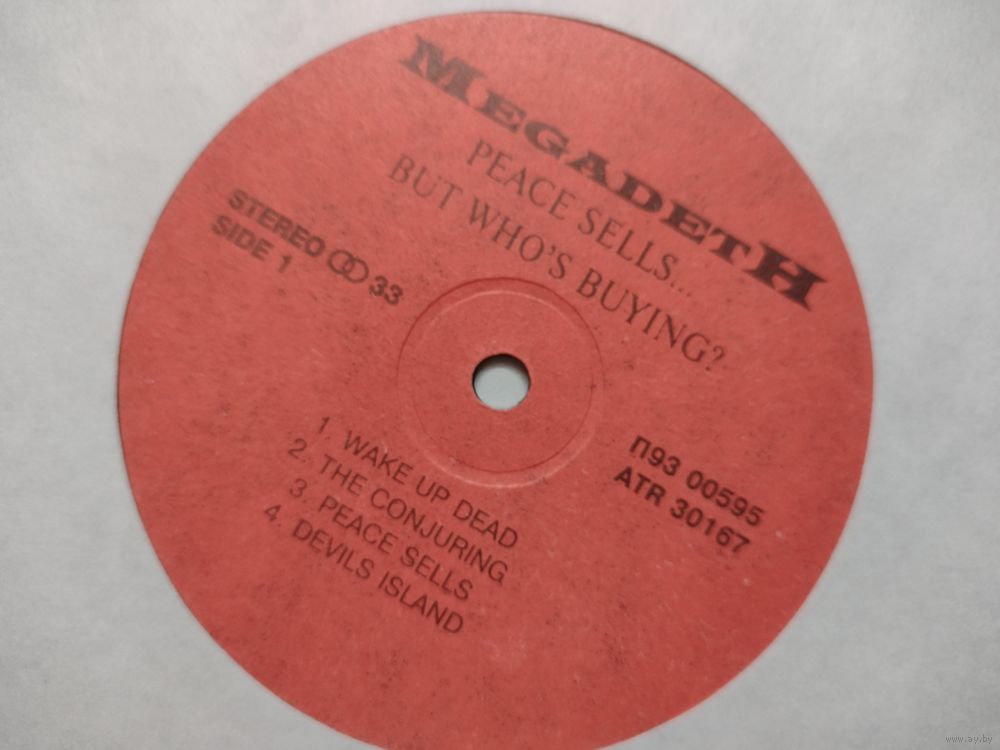 MEGADETH
PEACE SELLS...
BUT WHO'S BUYING?
STEREO 33
SIDE 1
П93 00595
ATR 30167
1. WAKE UP DEAD
2. THE CONJURING
3. PEACE SELLS
4. DEVILS ISLAND
www.ay.by